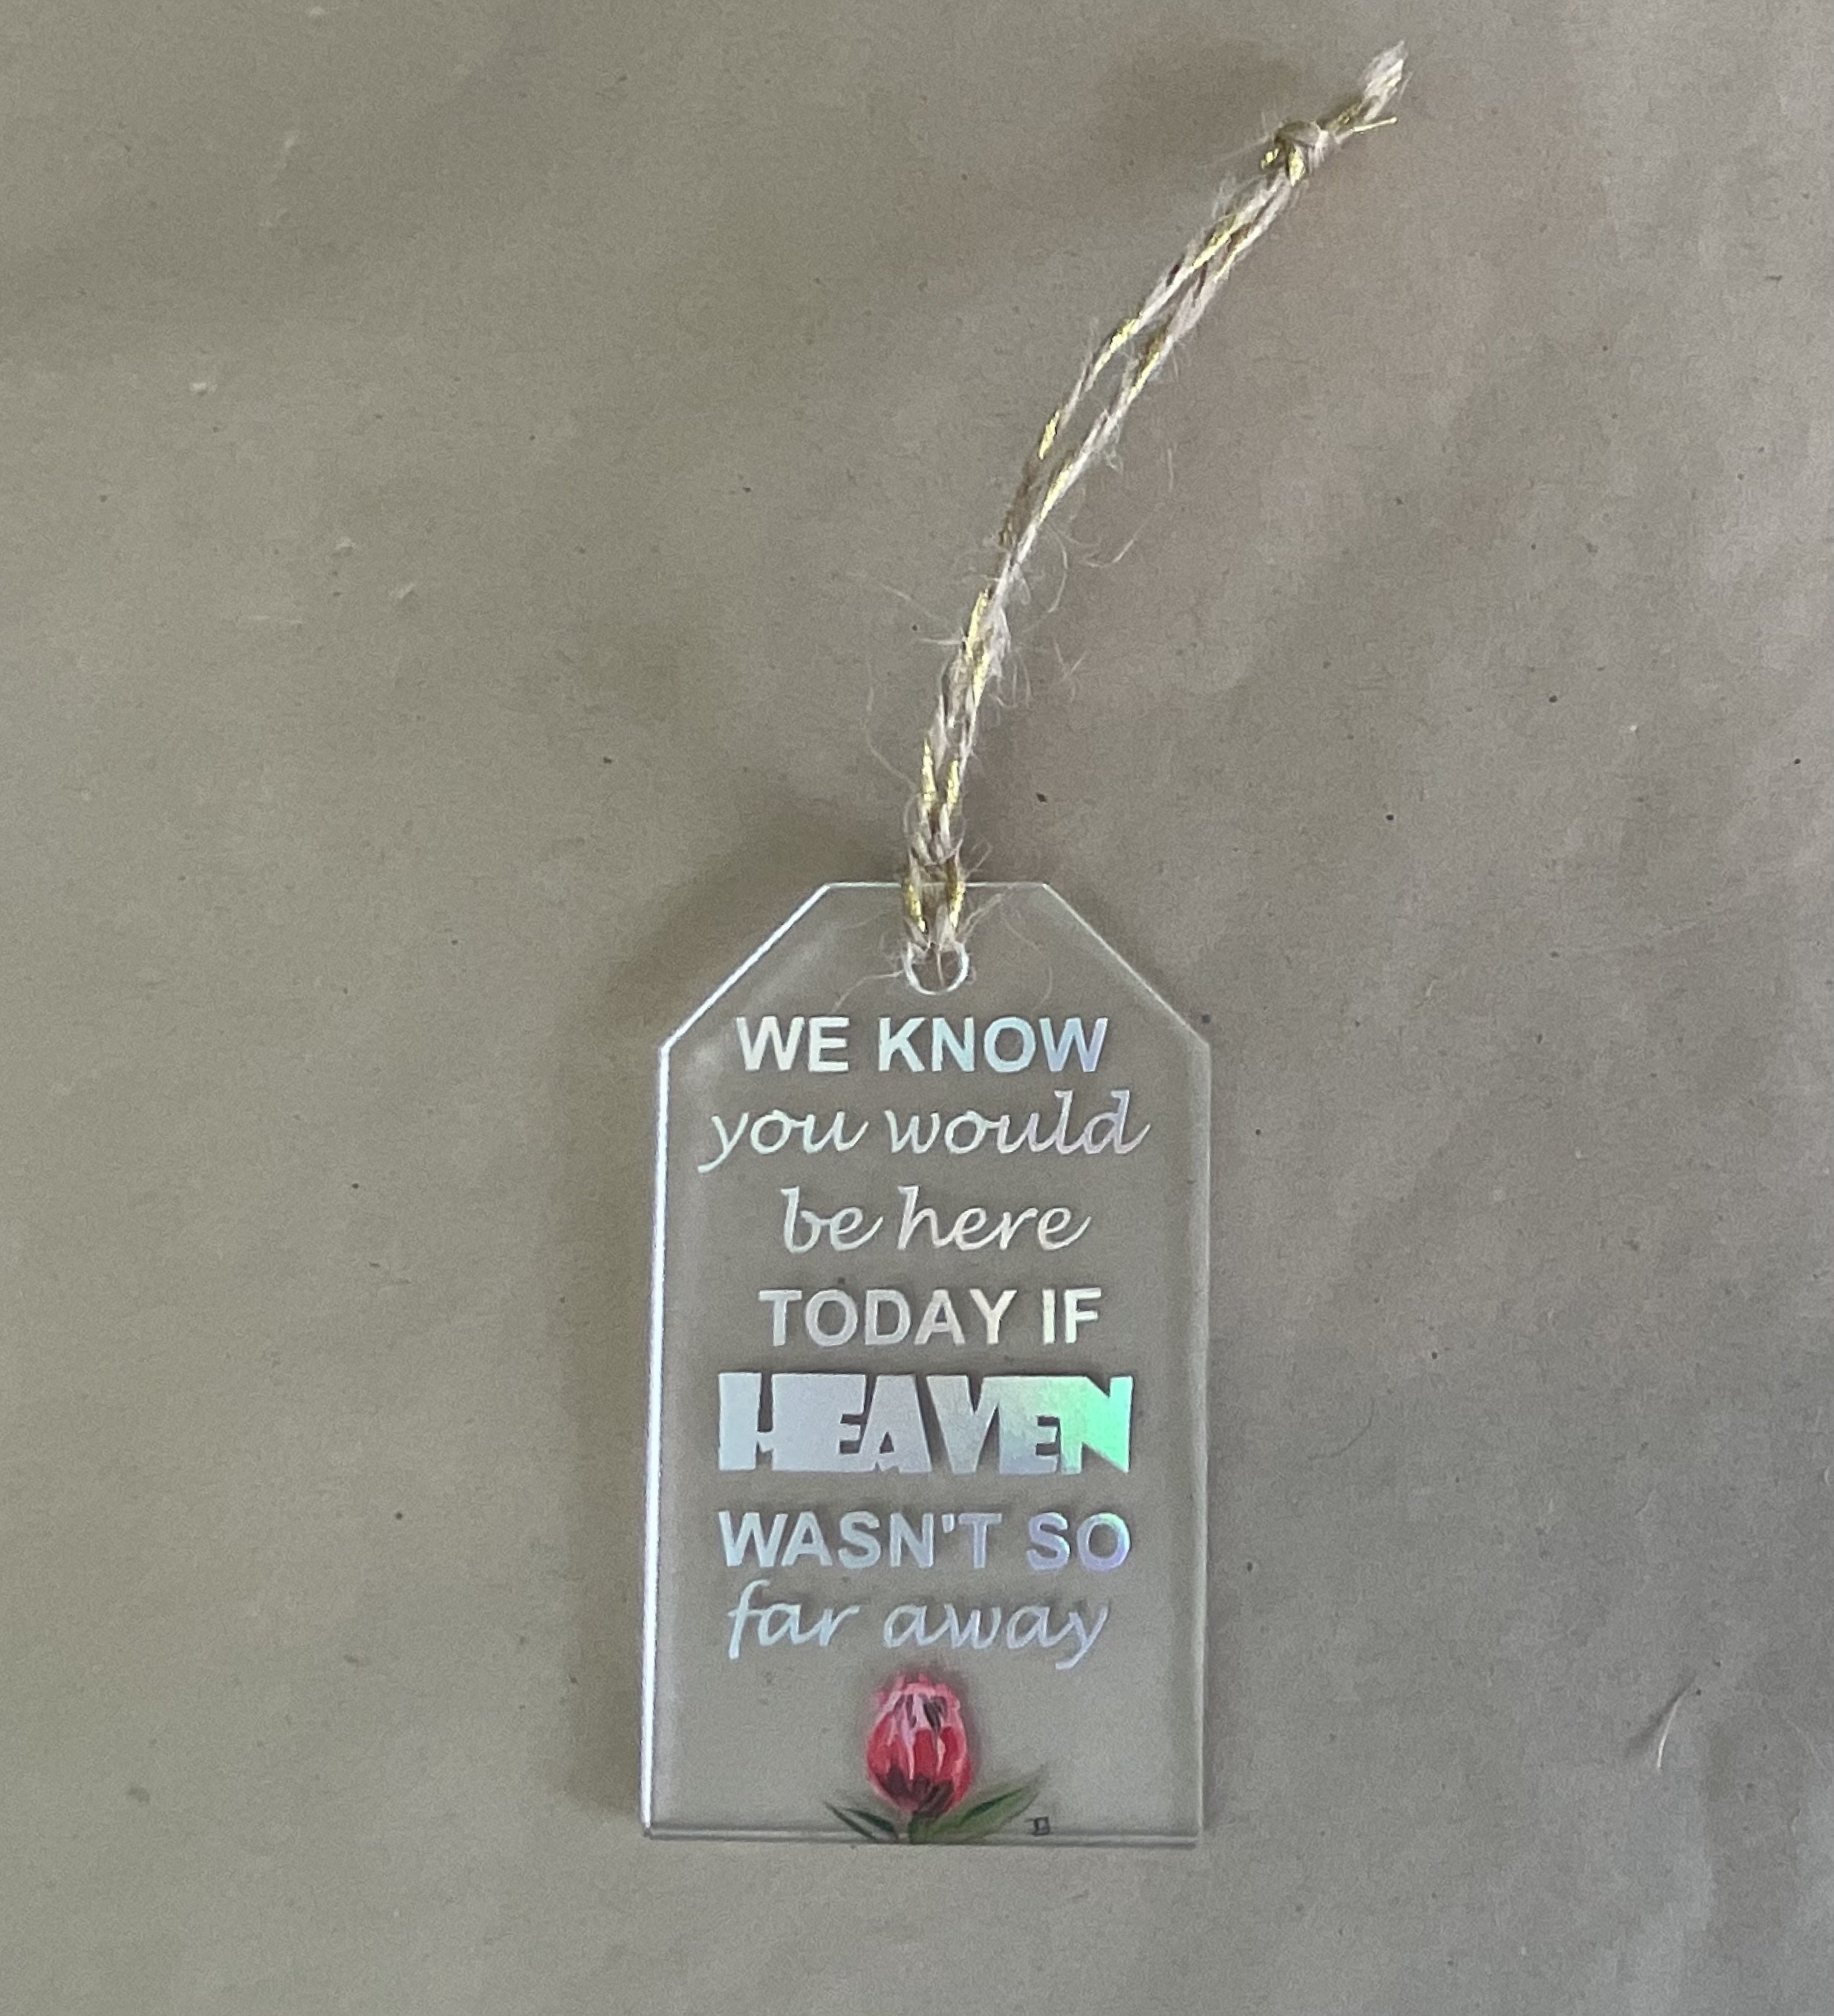 WE KNOW
you would
be here
TODAY IF
HEAVEN
WASN'T SO
far away